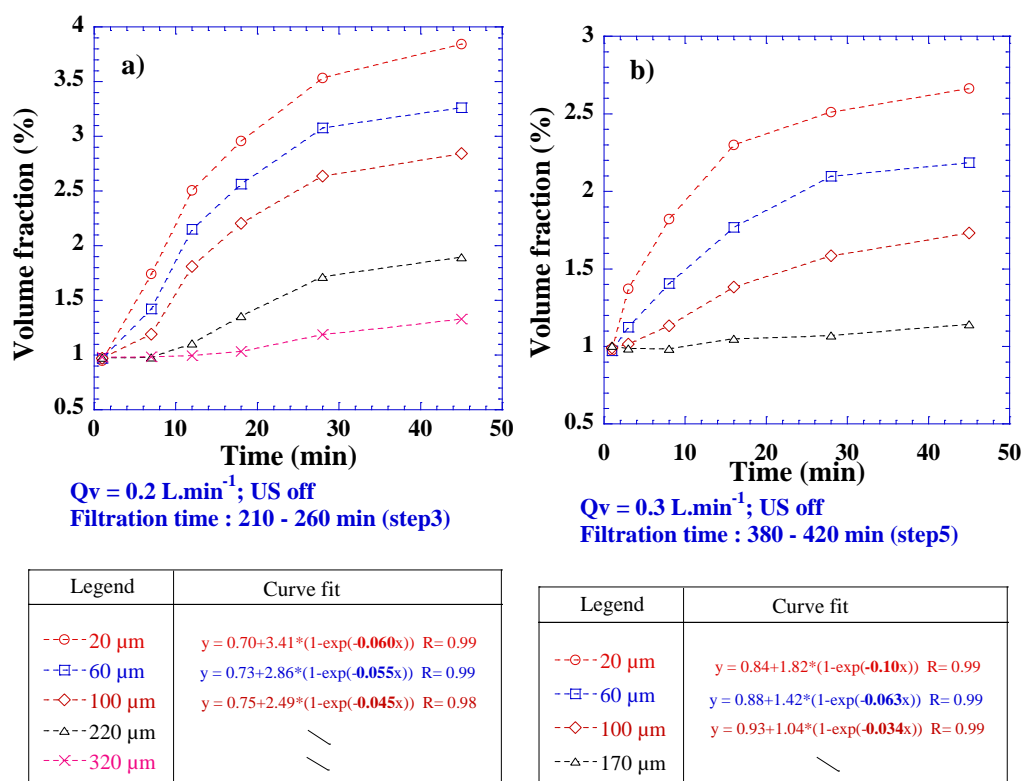 a)
Volume fraction (%)
4
3.5
3
2.5
2
1.5
1
0.5
0
10
20
30
40
50
Time (min)
Qv = 0.2 L.min⁻¹; US off
Filtration time : 210 - 260 min (step3)
b)
Volume fraction (%)
3
2.5
2
1.5
1
0.5
0
10
20
30
40
50
Time (min)
Qv = 0.3 L.min⁻¹; US off
Filtration time : 380 - 420 min (step5)
Legend Curve fit
20 µm y = 0.70+3.41*(1-exp(-0.060x)) R= 0.99
60 µm y = 0.73+2.86*(1-exp(-0.055x)) R= 0.99
100 µm y = 0.75+2.49*(1-exp(-0.045x)) R= 0.98
220 µm
320 µm
Legend Curve fit
20 µm y = 0.84+1.82*(1-exp(-0.10x)) R= 0.99
60 µm y = 0.88+1.42*(1-exp(-0.063x)) R= 0.99
100 µm y = 0.93+1.04*(1-exp(-0.034x)) R= 0.99
170 µm